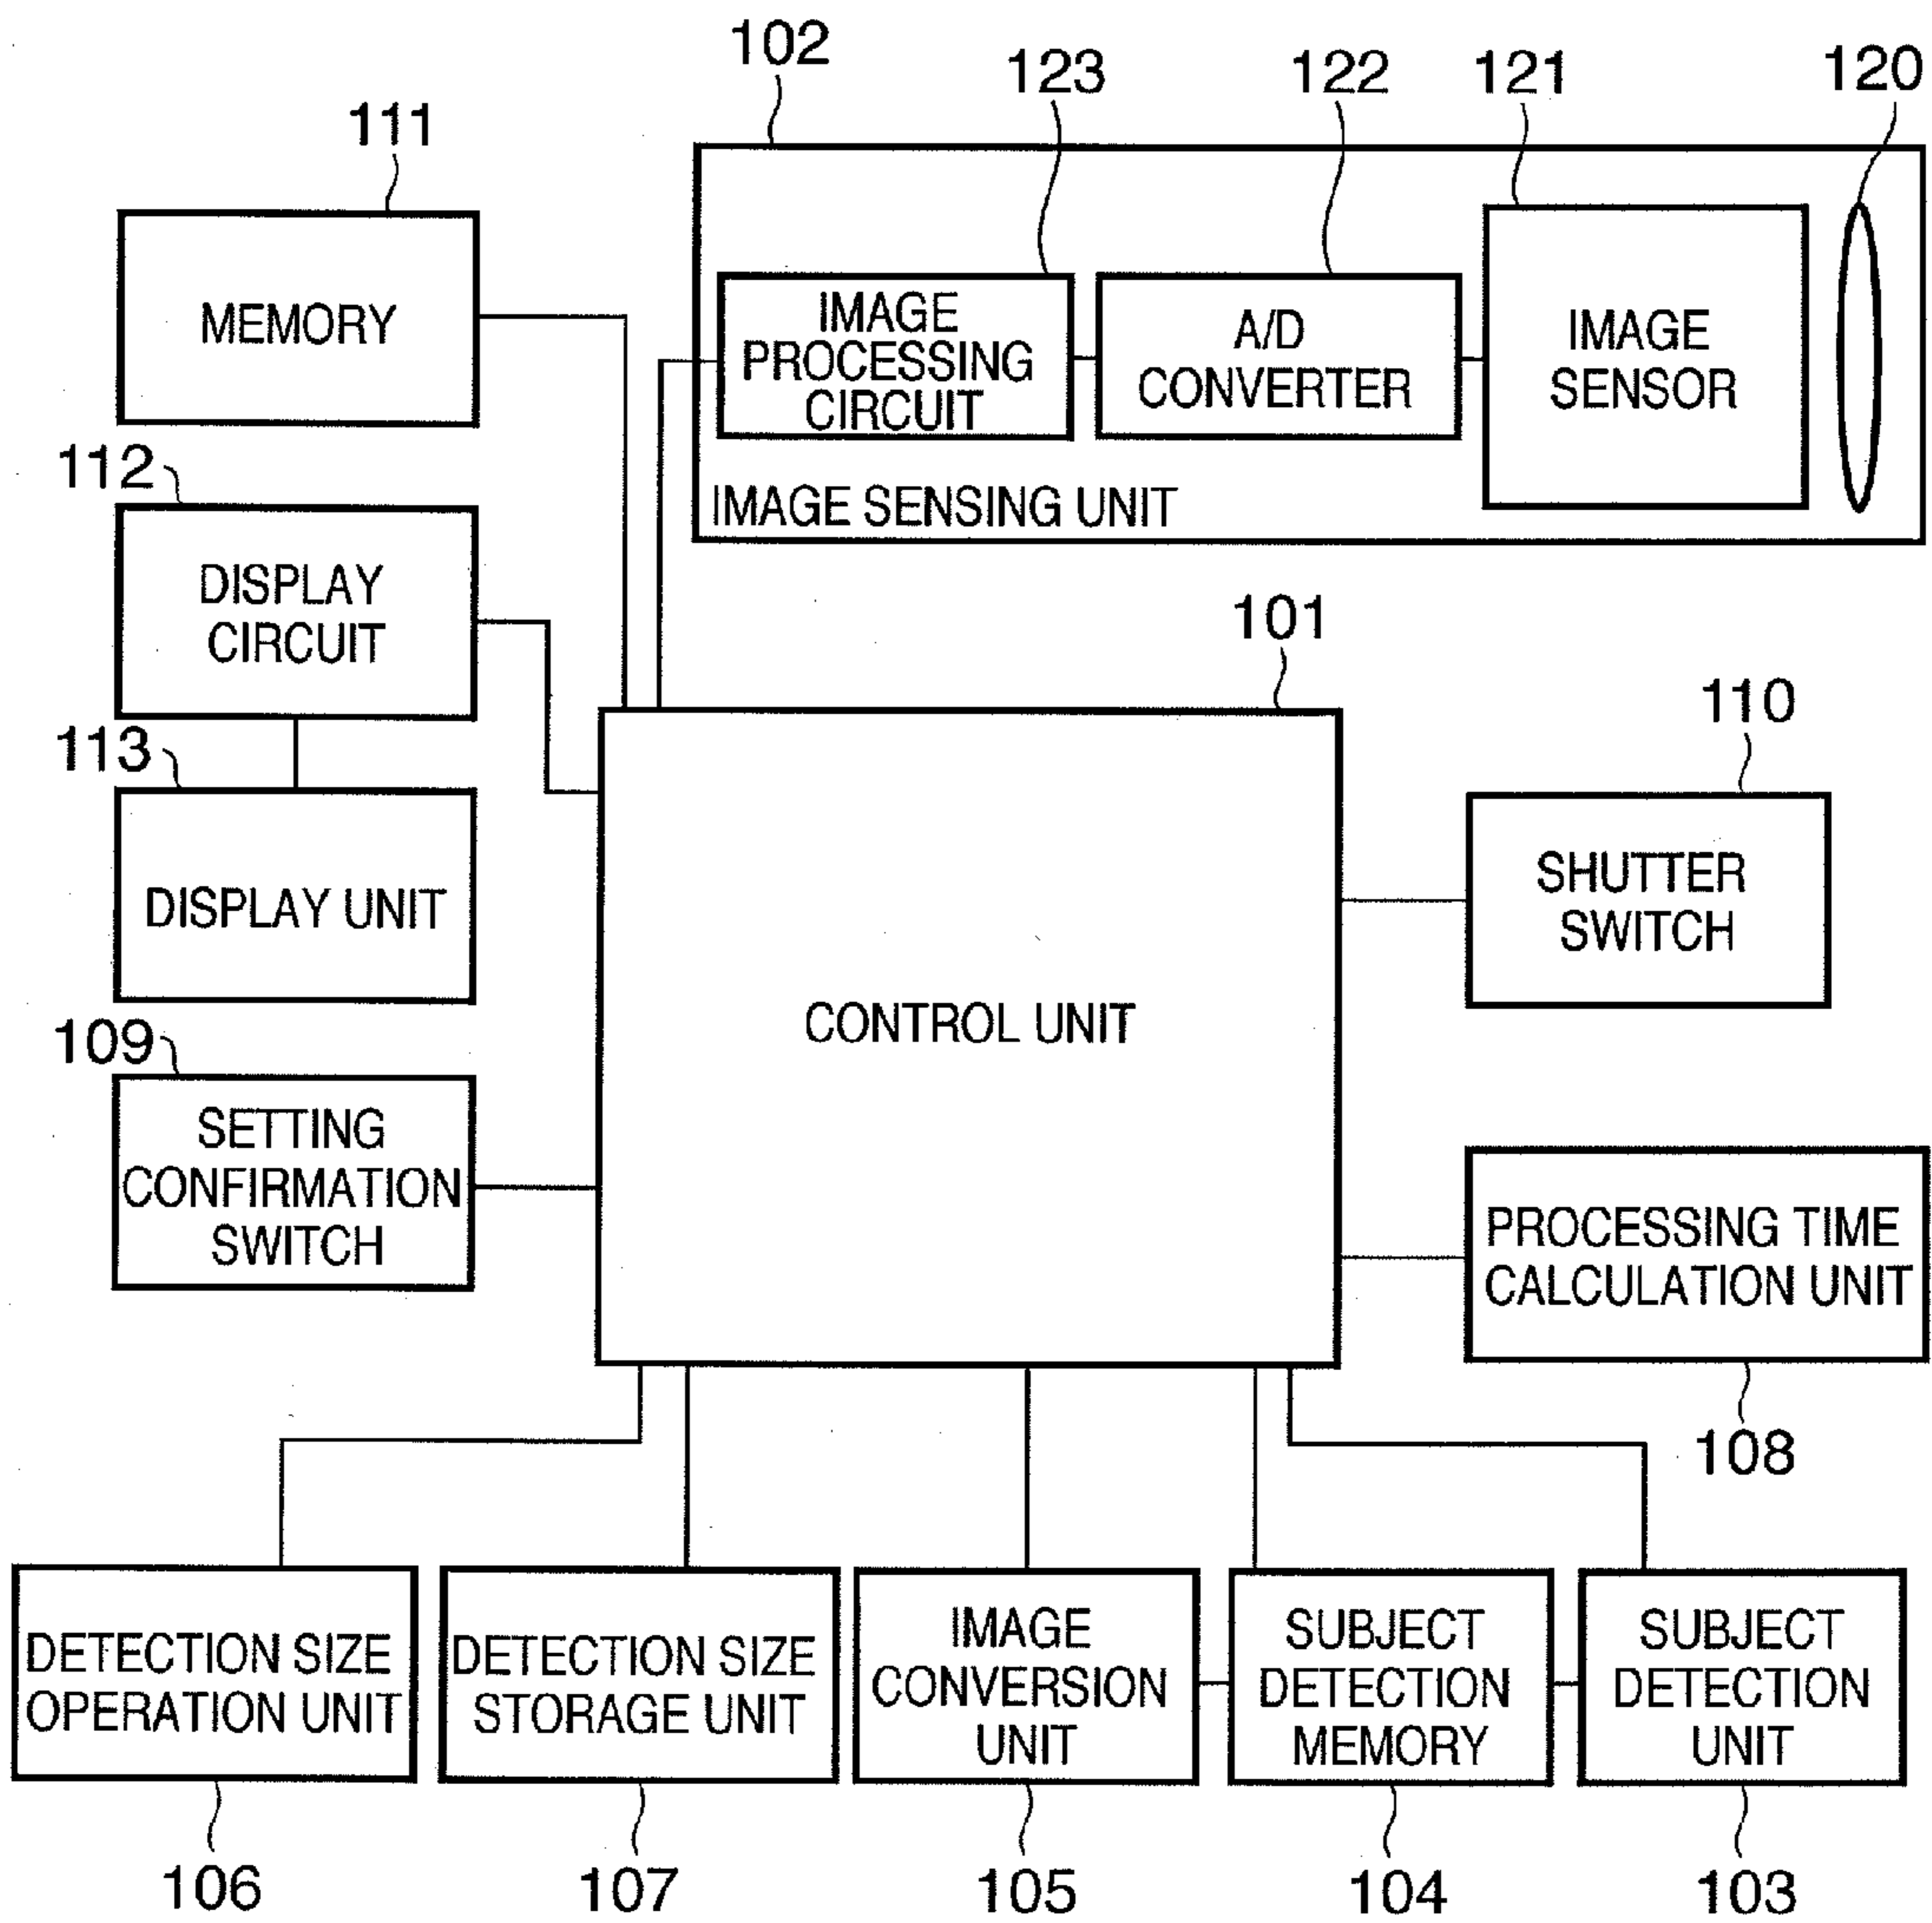 102
123
122
121
120
111
MEMORY
IMAGE
PROCESSING
CIRCUIT
A/D
CONVERTER
IMAGE
SENSOR
IMAGE SENSING UNIT
112
DISPLAY
CIRCUIT
101
113
DISPLAY UNIT
110
SHUTTER
SWITCH
CONTROL UNIT
109
SETTING
CONFIRMATION
SWITCH
PROCESSING TIME
CALCULATION UNIT
108
DETECTION SIZE
OPERATION UNIT
DETECTION SIZE
STORAGE UNIT
IMAGE
CONVERSION
UNIT
SUBJECT
DETECTION
MEMORY
SUBJECT
DETECTION
UNIT
106
107
105
104
103